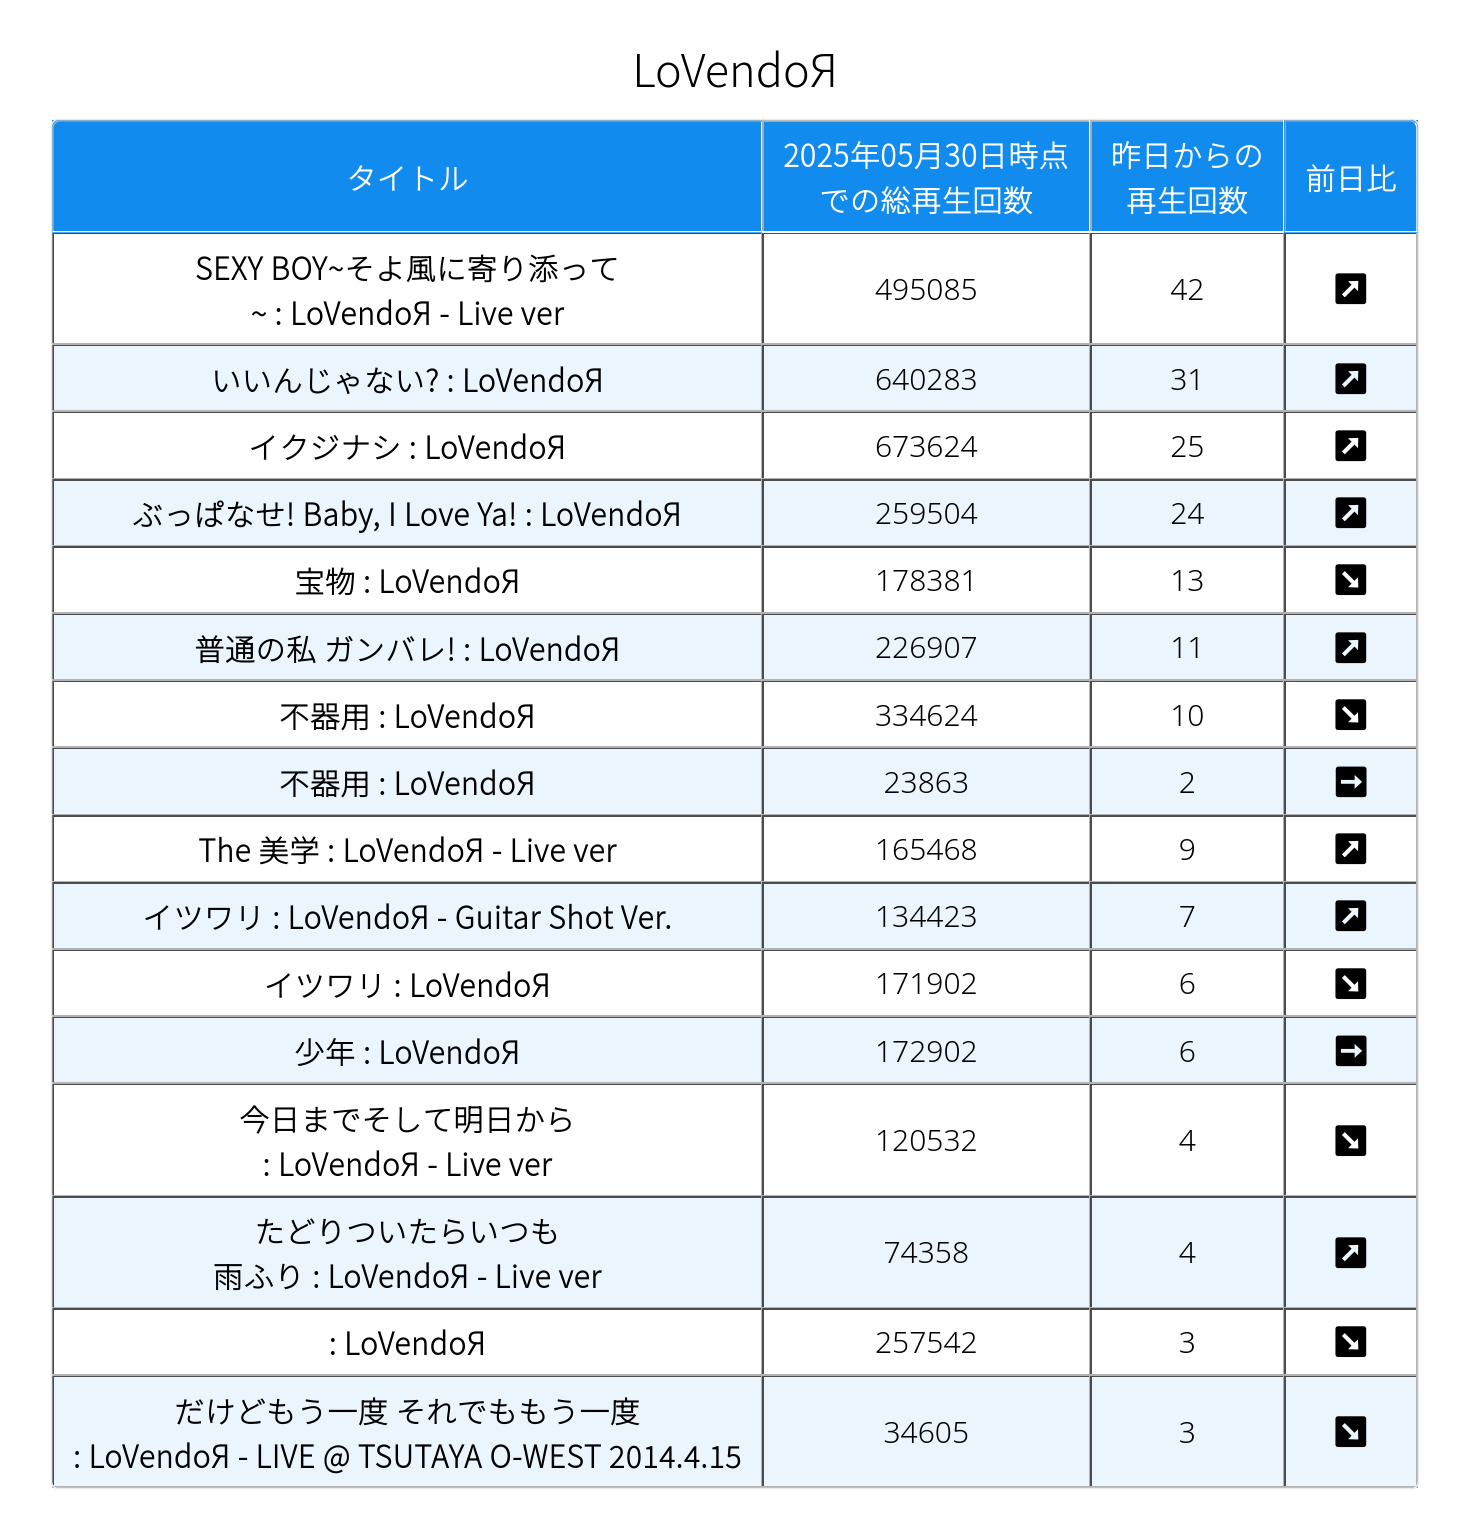 LoVendoЯ
タイトル
2025年05月30日時点
での総再生回数
昨日からの
再生回数
前日比
SEXY BOY~そよ風に寄り添って
~ : LoVendoЯ - Live ver
495085
42
いいんじゃない? : LoVendoЯ
640283
31
イクジナシ : LoVendoЯ
673624
25
ぶっぱなせ! Baby, I Love Ya! : LoVendoЯ
259504
24
宝物 : LoVendoЯ
178381
13
普通の私 ガンバレ! : LoVendoЯ
226907
11
不器用 : LoVendoЯ
334624
10
不器用 : LoVendoЯ
23863
2
The 美学 : LoVendoЯ - Live ver
165468
9
イツワリ : LoVendoЯ - Guitar Shot Ver.
134423
7
イツワリ : LoVendoЯ
171902
6
少年 : LoVendoЯ
172902
6
今日までそして明日から
: LoVendoЯ - Live ver
120532
4
たどりついたらいつも
雨ふり : LoVendoЯ - Live ver
74358
4
: LoVendoЯ
257542
3
だけどもう一度 それでももう一度
: LoVendoЯ - LIVE @ TSUTAYA O-WEST 2014.4.15
34605
3